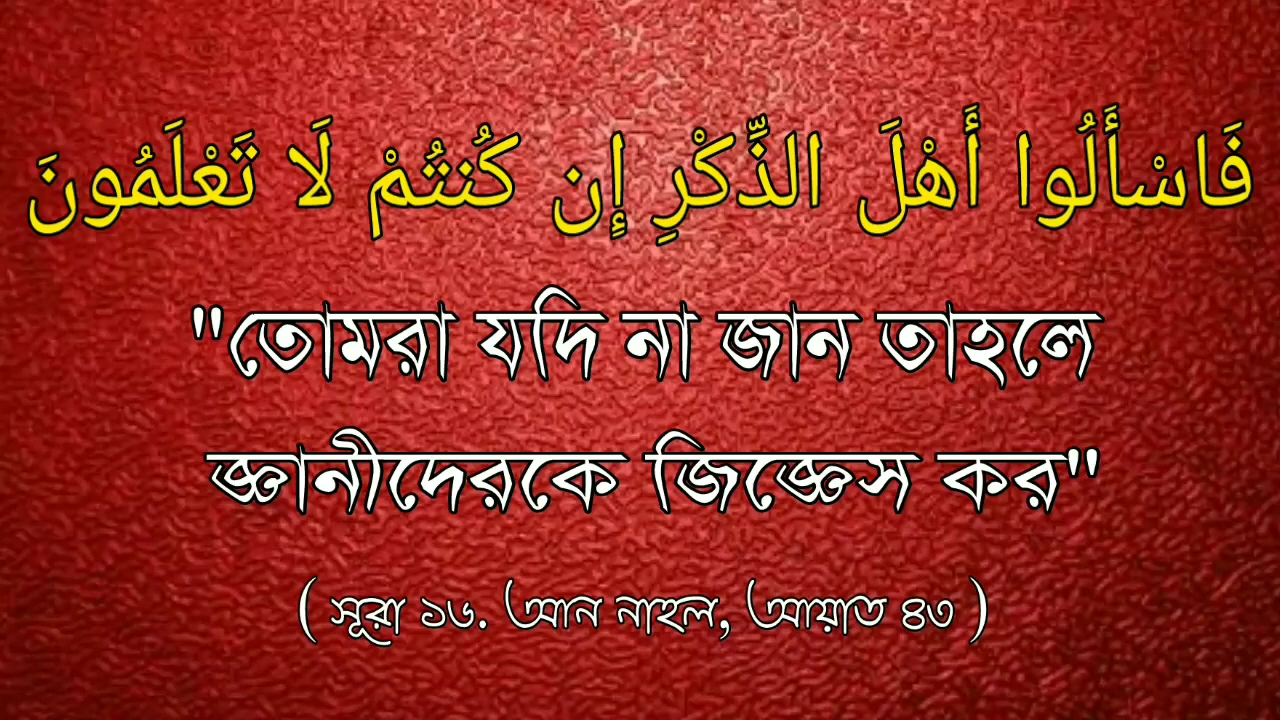 فَاسْأَلُوا أَهْلَ الذِّكْرِ إِن كُنتُمْ لَا تَعْلَمُونَ
"তোমরা যদি না জান তাহলে
জ্ঞানীদেরকে জিজ্ঞেস কর"
( সূরা ১৬. আন নাহল, আয়াত ৪৩ )